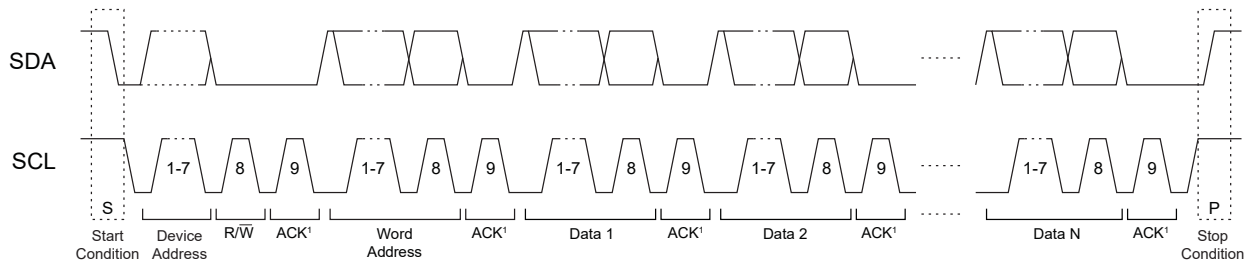 SDA
SCL
1-7 8 9 1-7 8 9 1-7 8 9 1-7 8 9 1-7 8 9
S P
Start Condition
Device Address
R/W̅
ACK¹
Word Address
ACK¹
Data 1
ACK¹
Data 2
ACK¹
Data N
ACK¹
Stop Condition